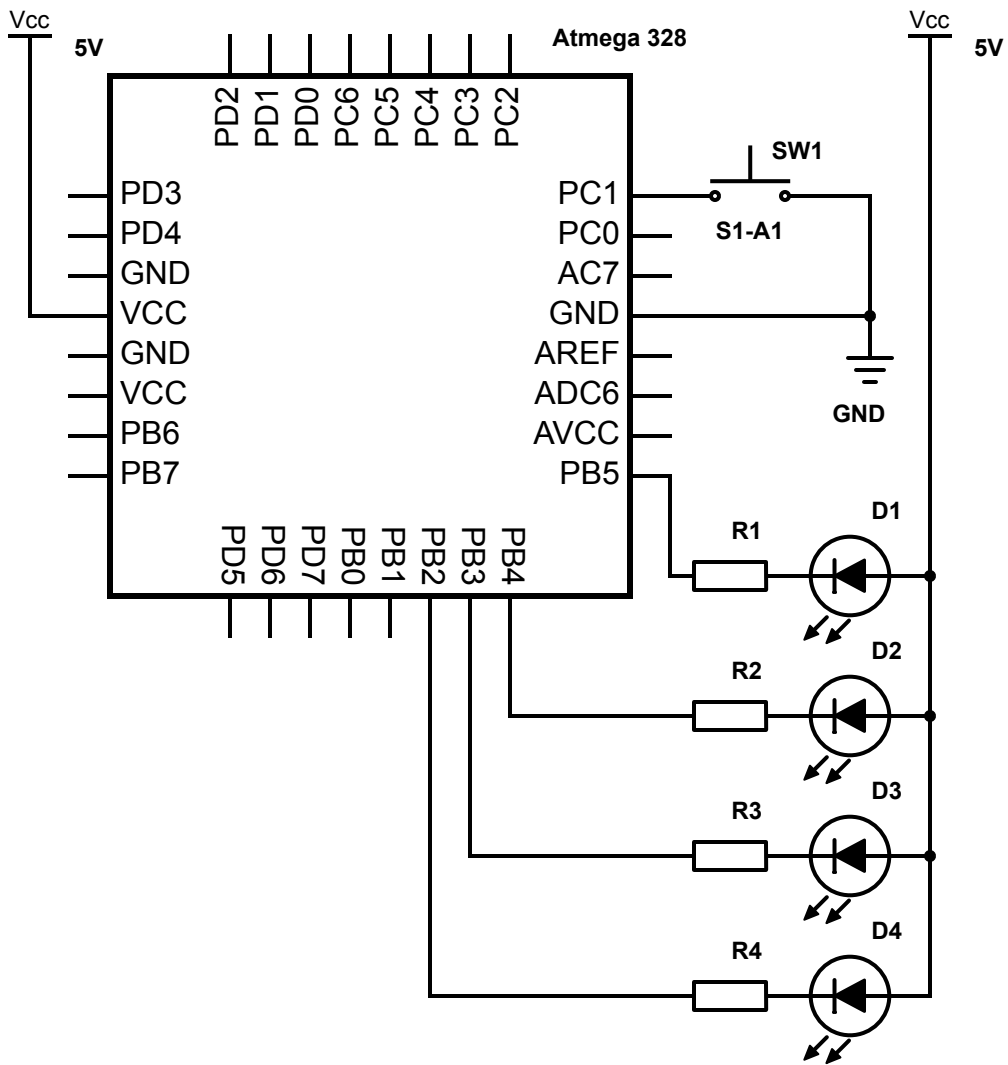 Vcc
5V
Atmega 328
Vcc
5V
PD2
PD1
PD0
PC6
PC5
PC4
PC3
PC2
PD3
PD4
GND
VCC
GND
VCC
PB6
PB7
PC1
PC0
AC7
GND
AREF
ADC6
AVCC
PB5
PD5
PD6
PD7
PB0
PB1
PB2
PB3
PB4
SW1
S1-A1
GND
R1
D1
R2
D2
R3
D3
R4
D4